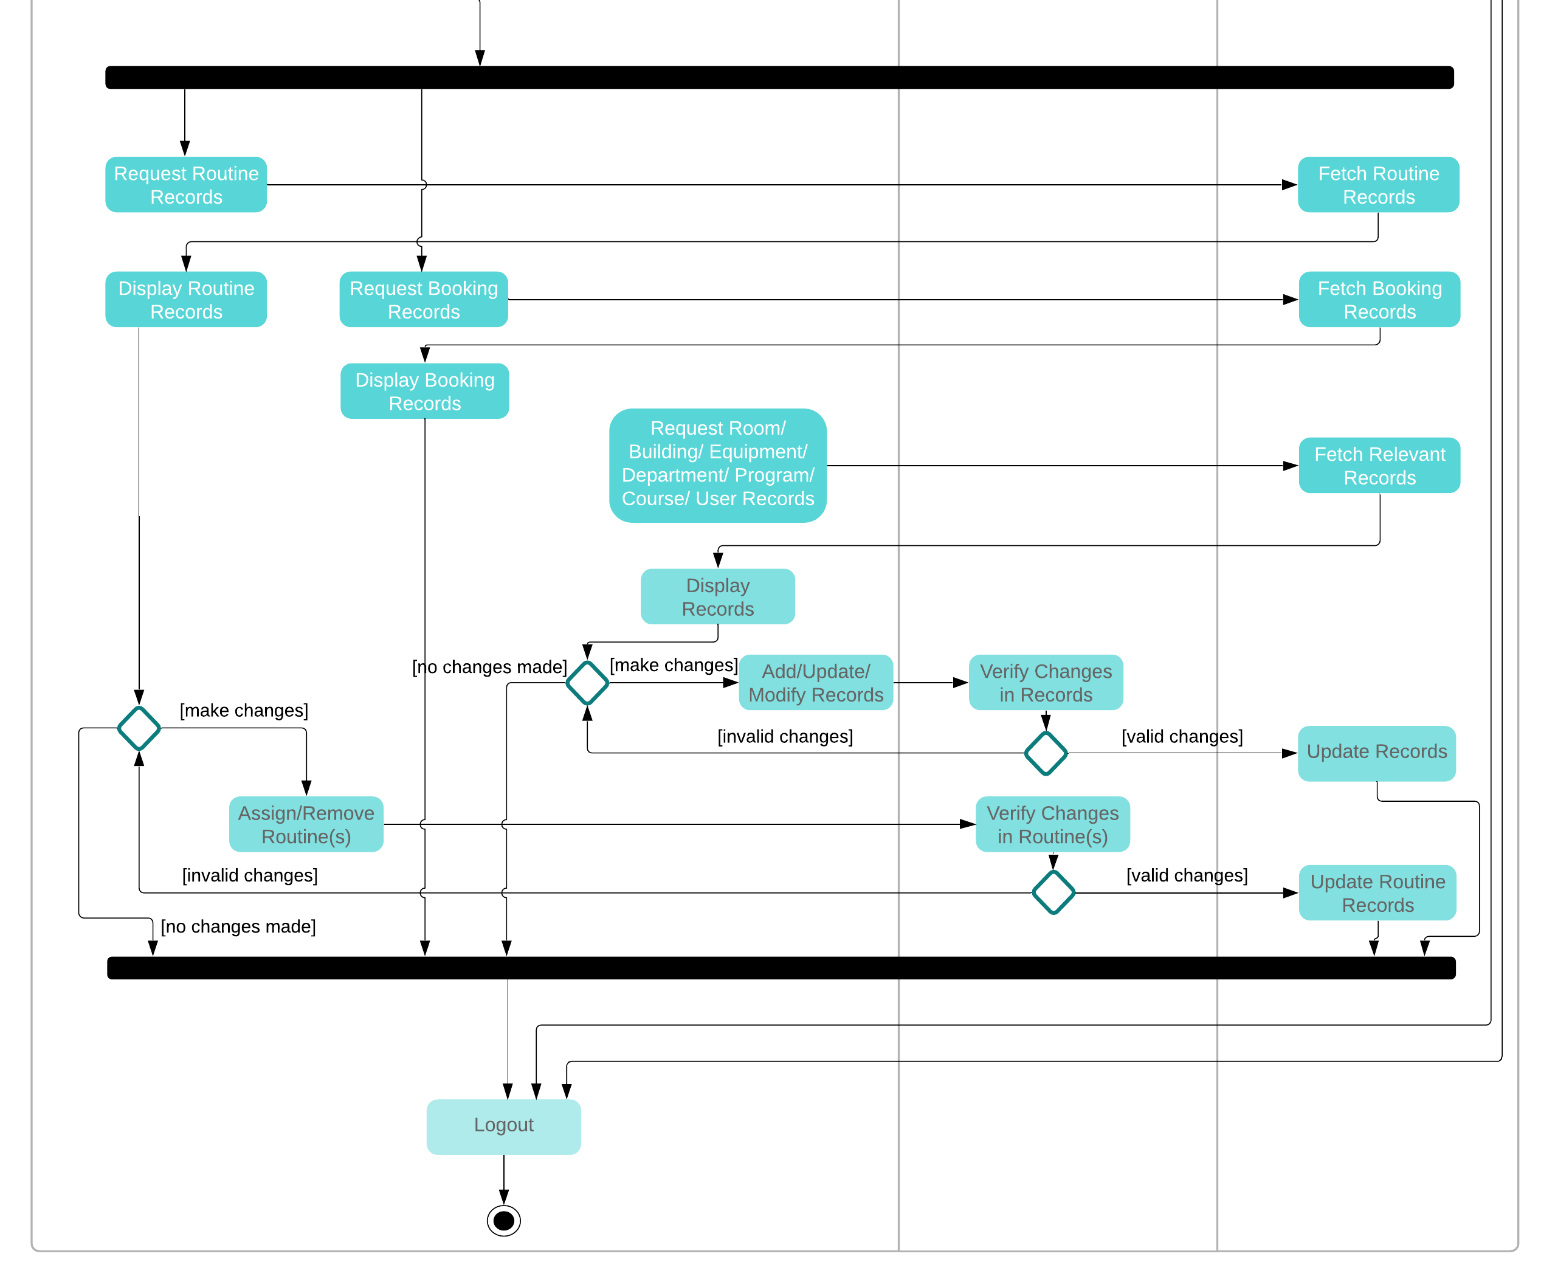 Request Routine
Records
Fetch Routine
Records
Display Routine
Records
Request Booking
Records
Fetch Booking
Records
Display Booking
Records
Request Room/
Building/ Equipment/
Department/ Program/
Course/ User Records
Fetch Relevant
Records
Display
Records
[no changes made]
[make changes]
Add/Update/
Modify Records
Verify Changes
in Records
[make changes]
[invalid changes]
[valid changes]
Update Records
Assign/Remove
Routine(s)
Verify Changes
in Routine(s)
[invalid changes]
[valid changes]
Update Routine
Records
[no changes made]
Logout